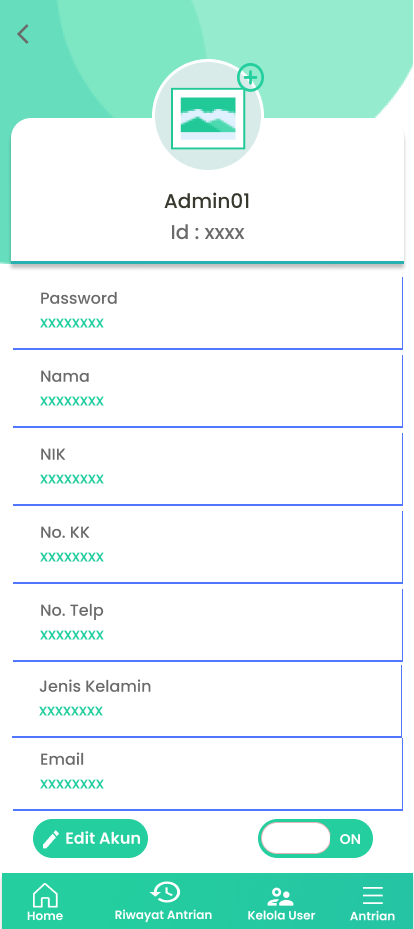 Admin01
Id : xxxx
Password
xxxxxxxx
Nama
xxxxxxxx
NIK
xxxxxxxx
No. KK
xxxxxxxx
No. Telp
xxxxxxxx
Jenis Kelamin
xxxxxxxx
Email
xxxxxxxx
Edit Akun
ON
Home
Riwayat Antrian
Kelola User
Antrian